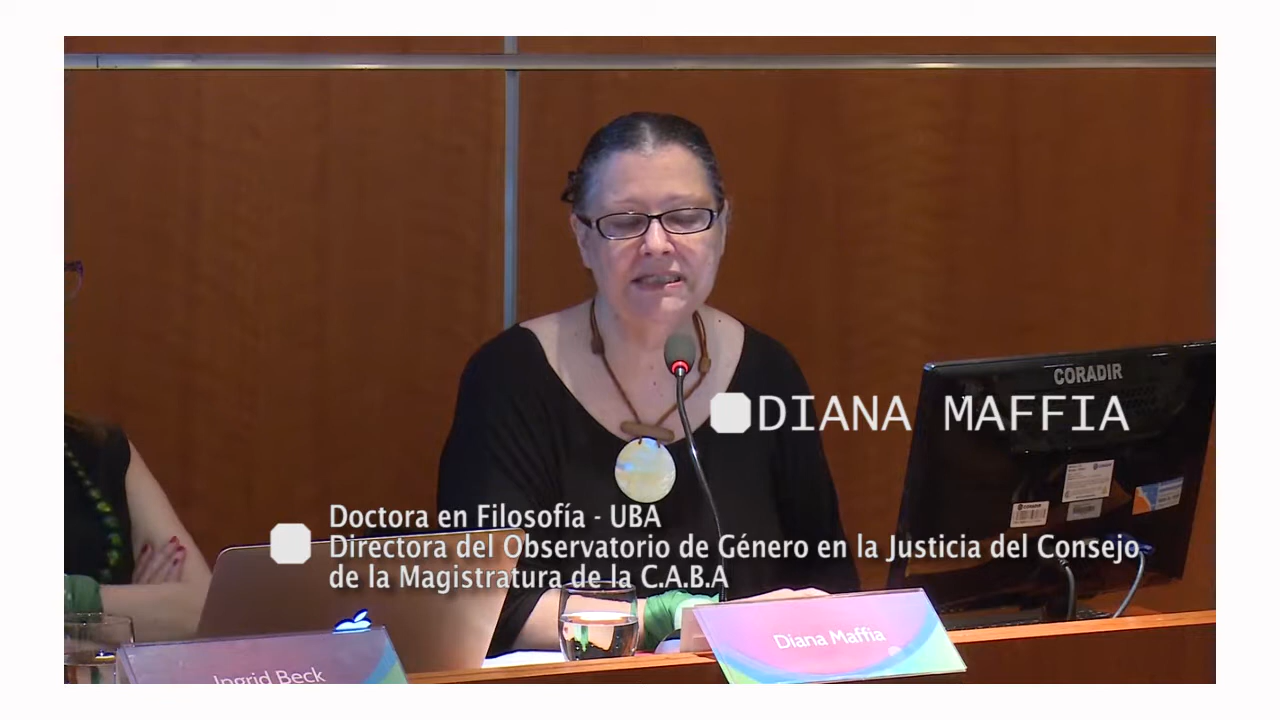 CORADIR
DIANA MAFFIA
Doctora en Filosofía - UBA
Directora del Observatorio de Género en la Justicia del Consejo
de la Magistratura de la C.A.B.A
Diana Maffia
Ingrid Beck